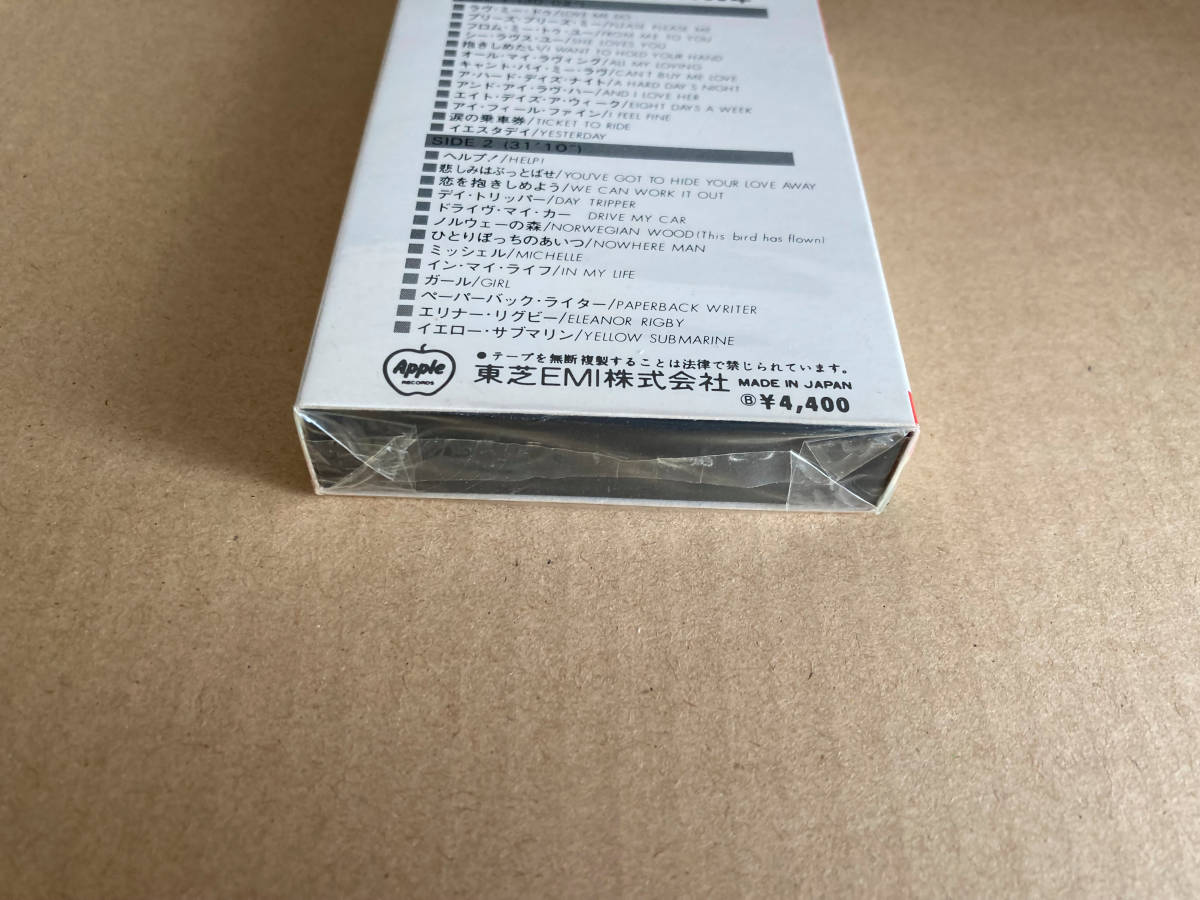 ラヴ・ミー・ドゥ/LOVE ME DO
プリーズ・プリーズ・ミー/PLEASE PLEASE ME
フロム・ミー・トゥ・ユー/FROM ME TO YOU
シー・ラヴス・ユー/SHE LOVES YOU
抱きしめたい/I WANT TO HOLD YOUR HAND
オール・マイ・ラヴィング/ALL MY LOVING
キャント・バイ・ミー・ラヴ/CAN'T BUY ME LOVE
ア・ハード・デイズ・ナイト/A HARD DAY'S NIGHT
アンド・アイ・ラヴ・ハー/AND I LOVE HER
エイト・デイズ・ア・ウィーク/EIGHT DAYS A WEEK
アイ・フィール・ファイン/I FEEL FINE
涙の乗車券/TICKET TO RIDE
イエスタデイ/YESTERDAY
SIDE 2 (31'10")
ヘルプ!/HELP!
悲しみはぶっとばせ/YOU'VE GOT TO HIDE YOUR LOVE AWAY
恋を抱きしめよう/WE CAN WORK IT OUT
デイ・トリッパー/DAY TRIPPER
ドライヴ・マイ・カー DRIVE MY CAR
ノルウェーの森/NORWEGIAN WOOD(This bird has flown)
ひとりぼっちのあいつ/NOWHERE MAN
ミッシェル/MICHELLE
イン・マイ・ライフ/IN MY LIFE
ガール/GIRL
ペーパーバック・ライター/PAPERBACK WRITER
エリナー・リグビー/ELEANOR RIGBY
イエロー・サブマリン/YELLOW SUBMARINE
Apple
RECORDS
●テープを無断複製することは法律で禁じられています。
東芝EMI株式会社 MADE IN JAPAN
Ⓑ¥4,400